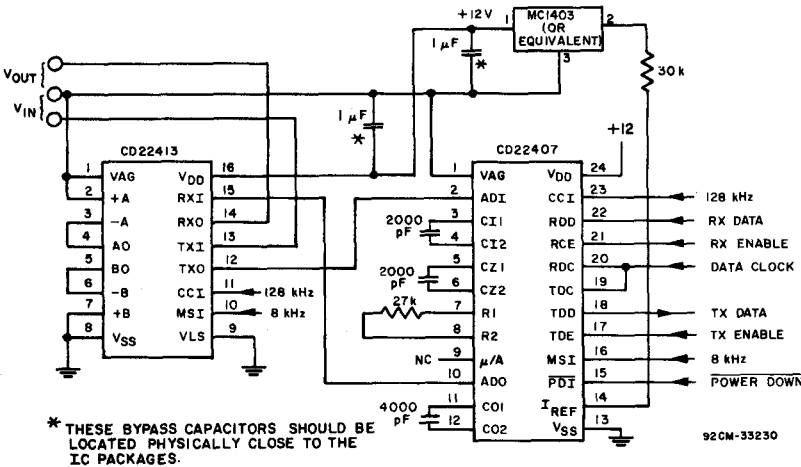 +12V
1
MC1403
(OR
EQUIVALENT)
2
3
1 μF
*
30 k
VOUT
VIN
1 μF
*
+12
CD22413
1 VAG VDD 16
2 +A RXI 15
3 -A RXO 14
4 AO TXI 13
5 BO TXO 12
6 -B CCI 11 128 kHz
7 +B MSI 10 8 kHz
8 VSS VLS 9
CD22407
1 VAG VDD 24
2 ADI CCI 23 128 kHz
2000 pF 3 CI1 RDD 22 RX DATA
4 CI2 RCE 21 RX ENABLE
2000 pF 5 CZ1 RDC 20 DATA CLOCK
6 CZ2 TDC 19
27k 7 R1 TDD 18 TX DATA
8 R2 TDE 17 TX ENABLE
NC 9 μ/A MSI 16 8 kHz
10 ADO PDI 15 POWER DOWN
4000 pF 11 CO1 IREF 14
12 CO2 VSS 13
* THESE BYPASS CAPACITORS SHOULD BE
LOCATED PHYSICALLY CLOSE TO THE
IC PACKAGES.
92CM-33230